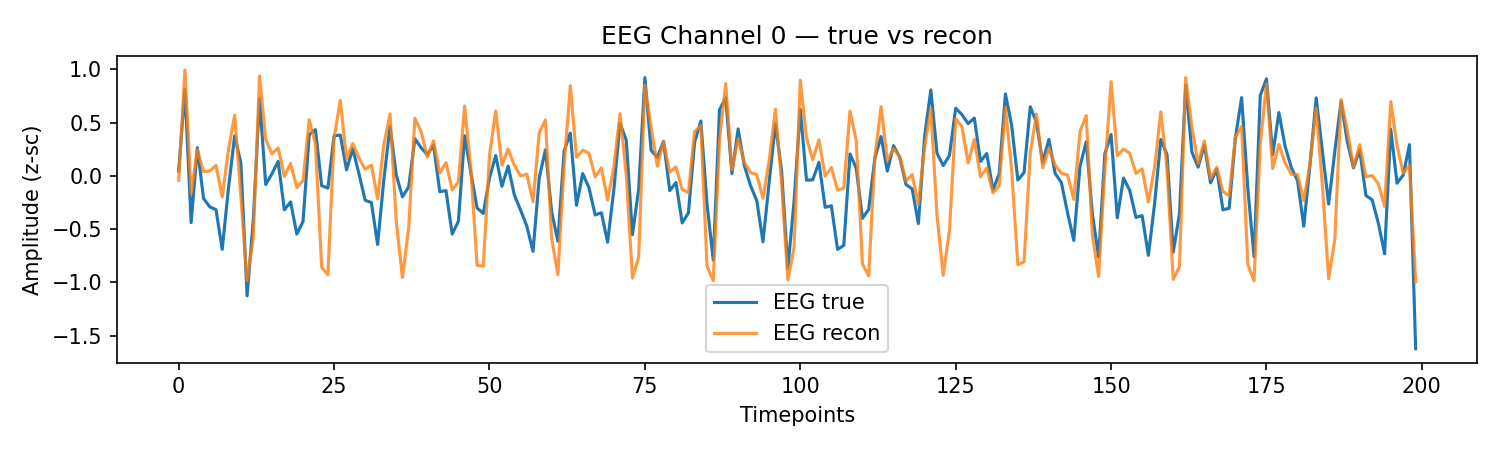 EEG Channel 0 — true vs recon
1.0
0.5
0.0
−0.5
−1.0
−1.5
Amplitude (z-sc)
EEG true
EEG recon
0 25 50 75 100 125 150 175 200
Timepoints